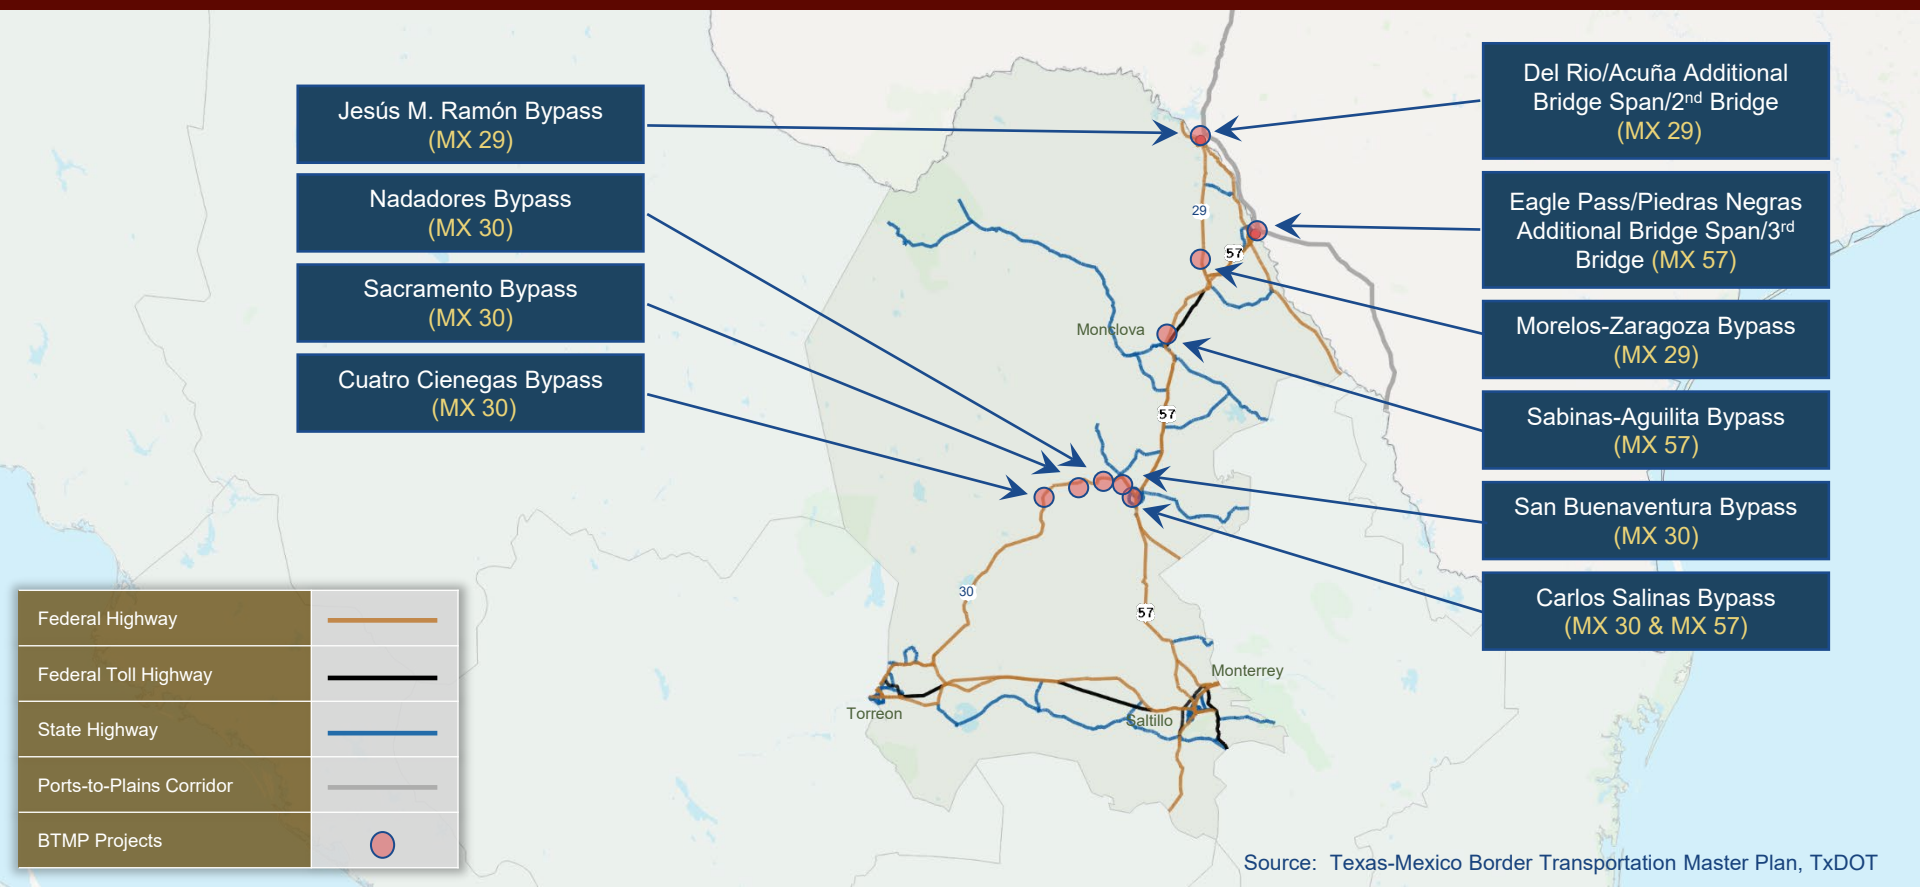 Jesús M. Ramón Bypass
(MX 29)
Nadadores Bypass
(MX 30)
Sacramento Bypass
(MX 30)
Cuatro Cienegas Bypass
(MX 30)
Del Rio/Acuña Additional
Bridge Span/2nd Bridge
(MX 29)
Eagle Pass/Piedras Negras
Additional Bridge Span/3rd
Bridge (MX 57)
Morelos-Zaragoza Bypass
(MX 29)
Sabinas-Aguilita Bypass
(MX 57)
San Buenaventura Bypass
(MX 30)
Carlos Salinas Bypass
(MX 30 & MX 57)
29
57
Monclova
57
30
57
Monterrey
Torreon
Saltillo
Federal Highway
Federal Toll Highway
State Highway
Ports-to-Plains Corridor
BTMP Projects
Source: Texas-Mexico Border Transportation Master Plan, TxDOT